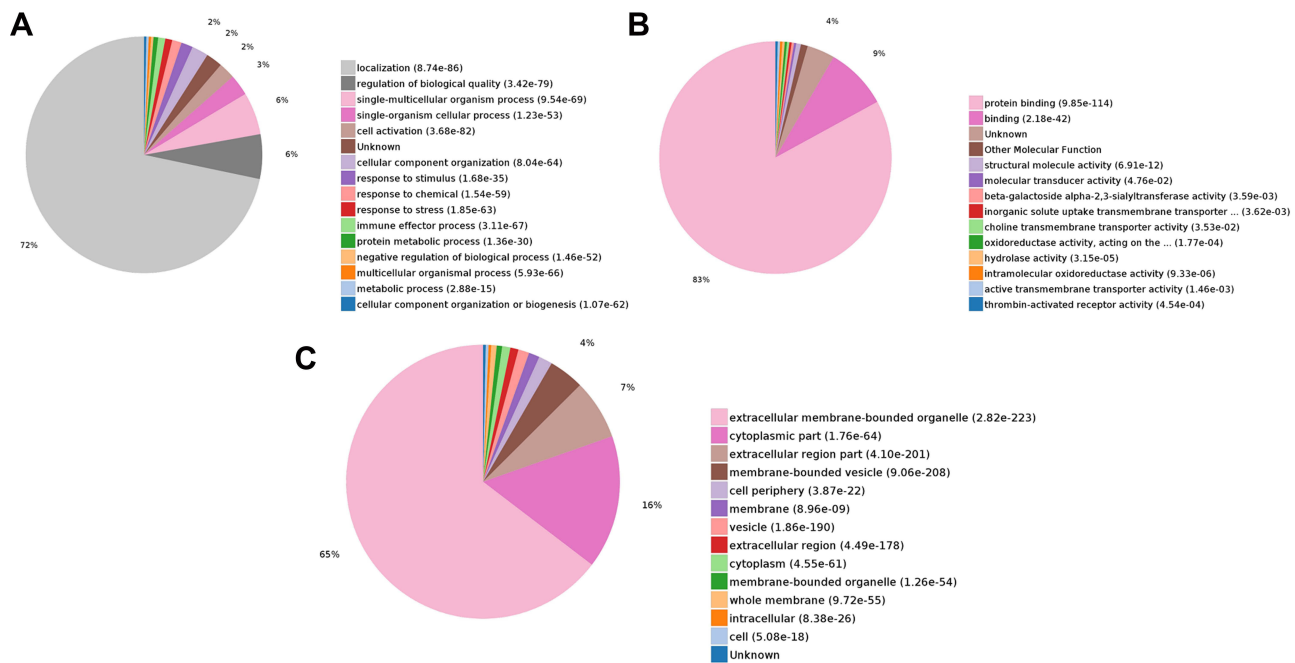 A
2%
2%
2%
3%
6%
6%
72%
localization (8.74e-86)
regulation of biological quality (3.42e-79)
single-multicellular organism process (9.54e-69)
single-organism cellular process (1.23e-53)
cell activation (3.68e-82)
Unknown
cellular component organization (8.04e-64)
response to stimulus (1.68e-35)
response to chemical (1.54e-59)
response to stress (1.85e-63)
immune effector process (3.11e-67)
protein metabolic process (1.36e-30)
negative regulation of biological process (1.46e-52)
multicellular organismal process (5.93e-66)
metabolic process (2.88e-15)
cellular component organization or biogenesis (1.07e-62)
B
4%
9%
83%
protein binding (9.85e-114)
binding (2.18e-42)
Unknown
Other Molecular Function
structural molecule activity (6.91e-12)
molecular transducer activity (4.76e-02)
beta-galactoside alpha-2,3-sialyltransferase activity (3.59e-03)
inorganic solute uptake transmembrane transporter ... (3.62e-03)
choline transmembrane transporter activity (3.53e-02)
oxidoreductase activity, acting on the ... (1.77e-04)
hydrolase activity (3.15e-05)
intramolecular oxidoreductase activity (9.33e-06)
active transmembrane transporter activity (1.46e-03)
thrombin-activated receptor activity (4.54e-04)
C
4%
7%
16%
65%
extracellular membrane-bounded organelle (2.82e-223)
cytoplasmic part (1.76e-64)
extracellular region part (4.10e-201)
membrane-bounded vesicle (9.06e-208)
cell periphery (3.87e-22)
membrane (8.96e-09)
vesicle (1.86e-190)
extracellular region (4.49e-178)
cytoplasm (4.55e-61)
membrane-bounded organelle (1.26e-54)
whole membrane (9.72e-55)
intracellular (8.38e-26)
cell (5.08e-18)
Unknown